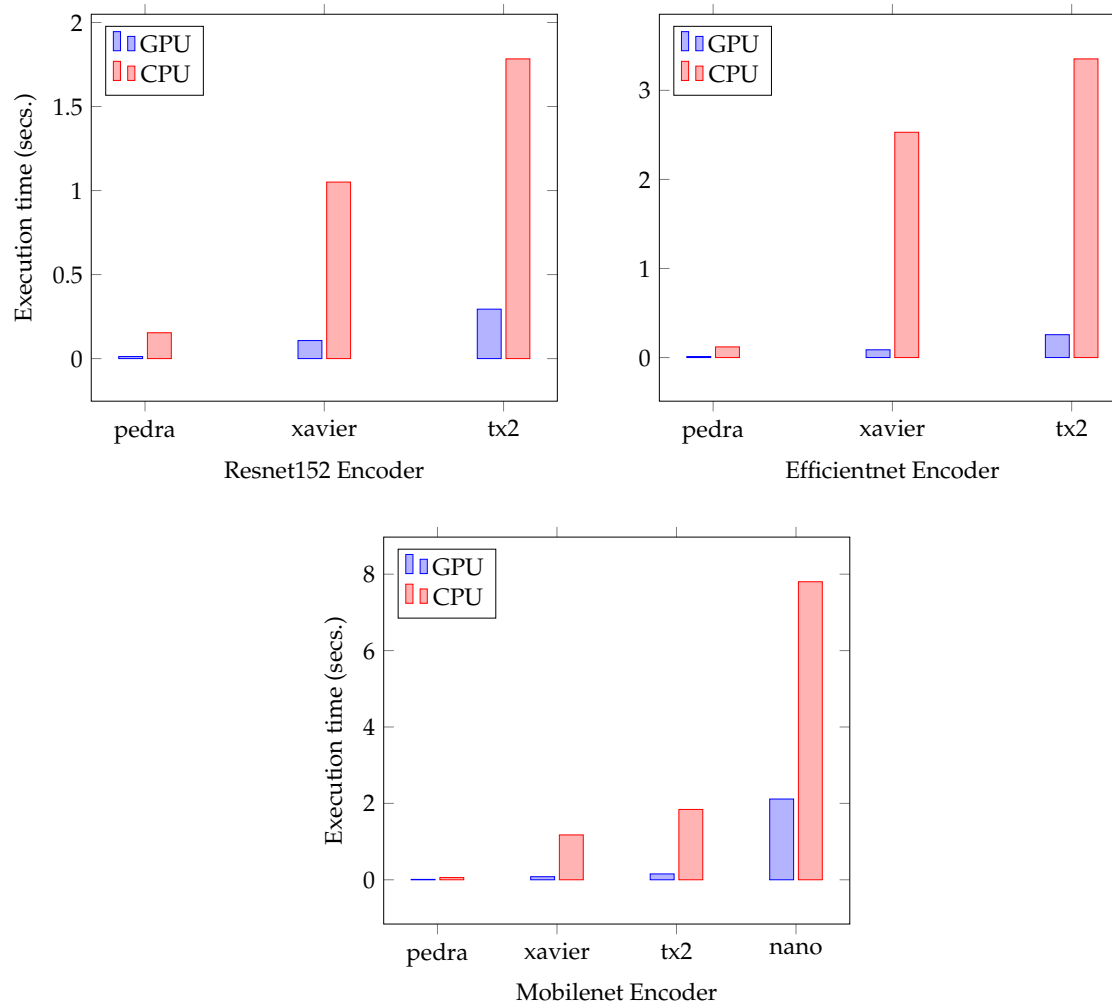 2
1.5
1
0.5
0
Execution time (secs.)
GPU
CPU
pedra xavier tx2
Resnet152 Encoder
3
2
1
0
GPU
CPU
pedra xavier tx2
Efficientnet Encoder
8
6
4
2
0
Execution time (secs.)
GPU
CPU
pedra xavier tx2 nano
Mobilenet Encoder